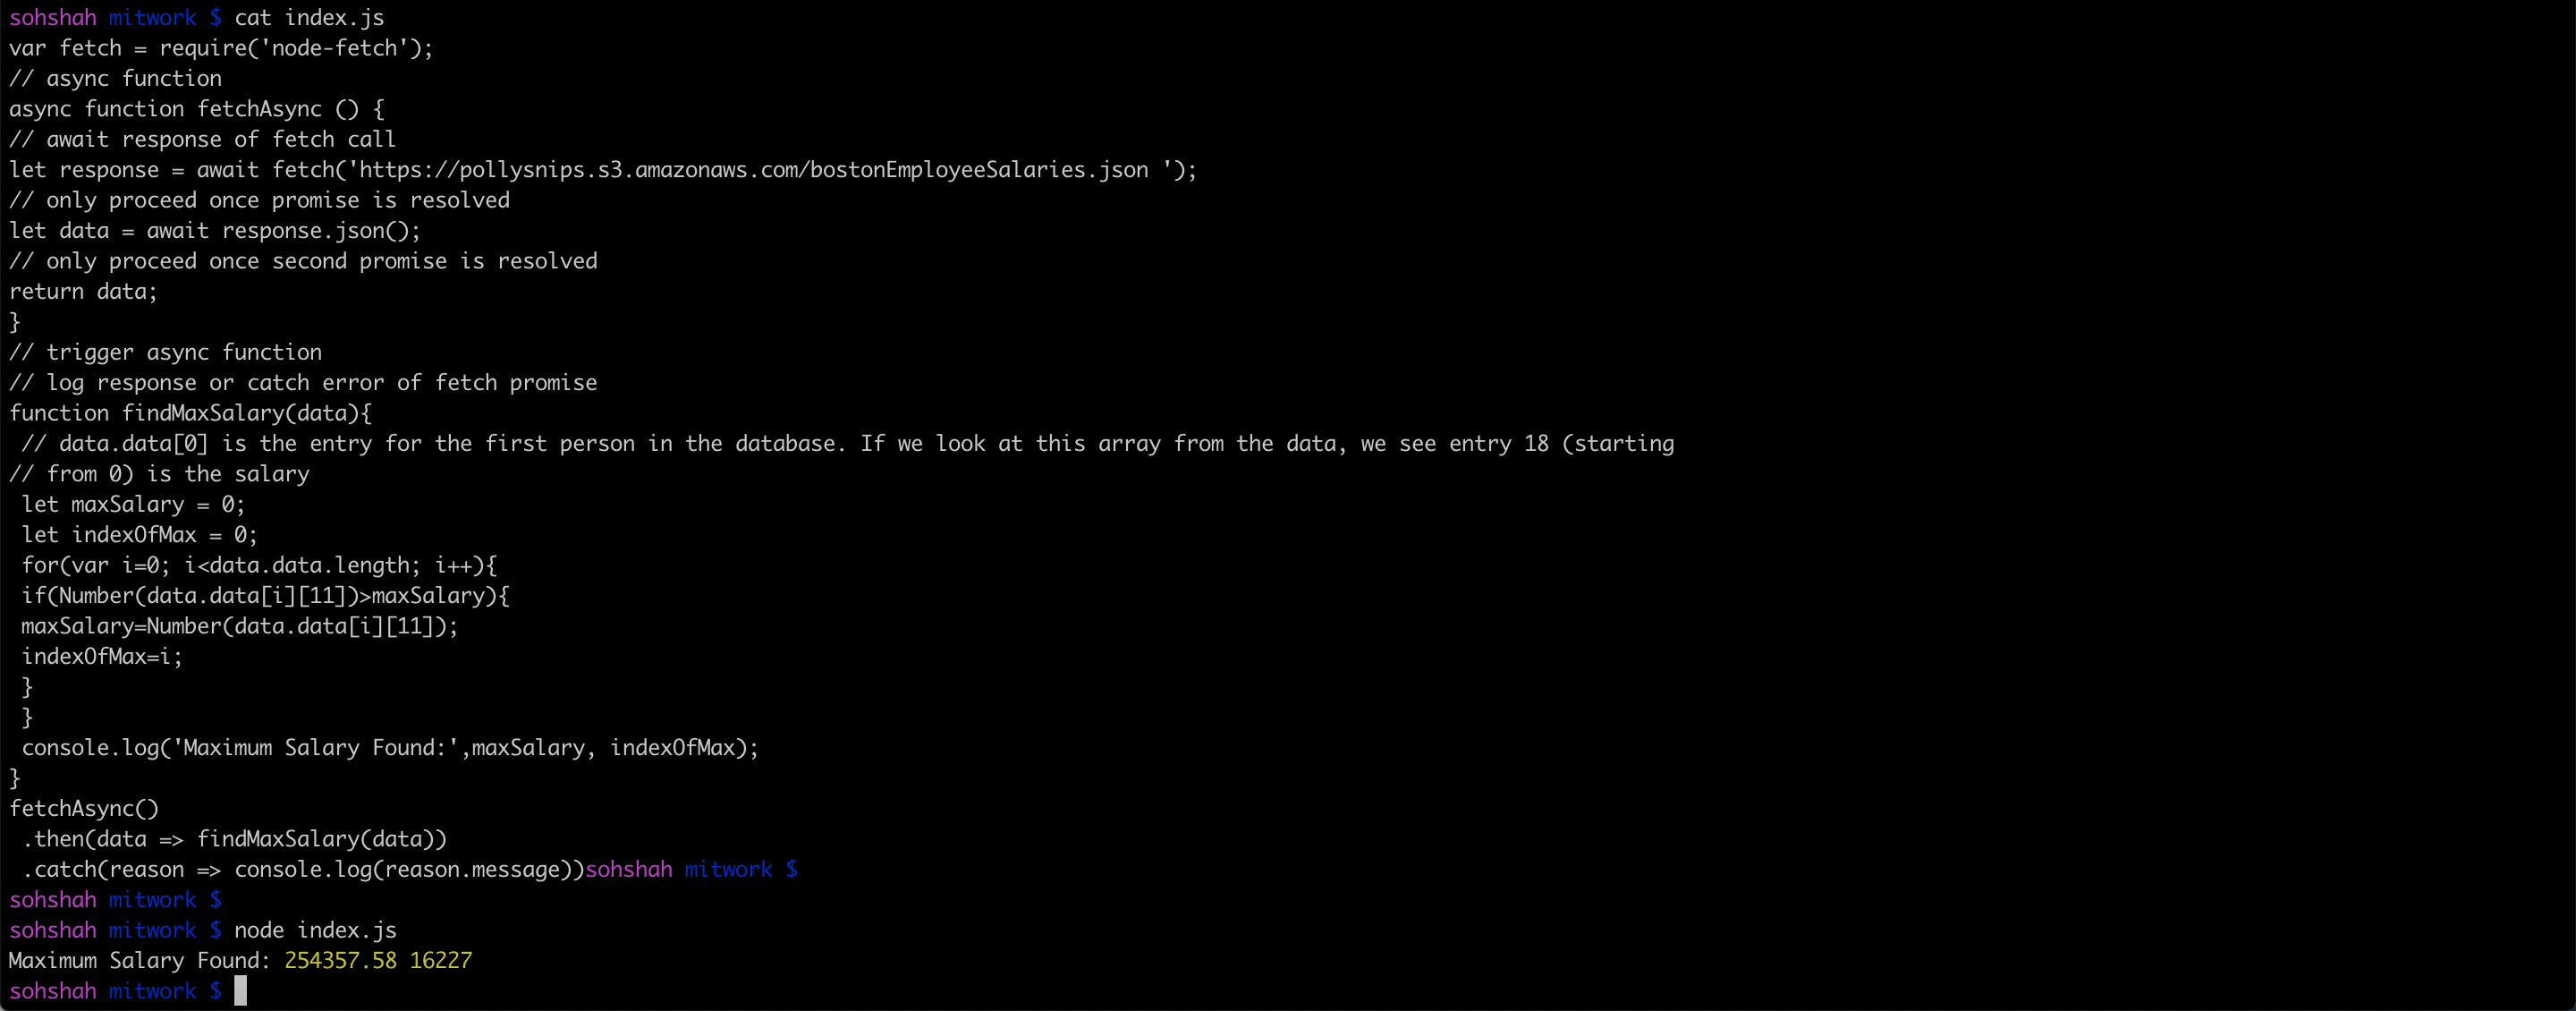 sohshah mitwork $ cat index.js
var fetch = require('node-fetch');
// async function
async function fetchAsync () {
// await response of fetch call
let response = await fetch('https://pollysnips.s3.amazonaws.com/bostonEmployeeSalaries.json ');
// only proceed once promise is resolved
let data = await response.json();
// only proceed once second promise is resolved
return data;
}
// trigger async function
// log response or catch error of fetch promise
function findMaxSalary(data){
 // data.data[0] is the entry for the first person in the database. If we look at this array from the data, we see entry 18 (starting
// from 0) is the salary
 let maxSalary = 0;
 let indexOfMax = 0;
 for(var i=0; i<data.data.length; i++){
 if(Number(data.data[i][11])>maxSalary){
 maxSalary=Number(data.data[i][11]);
 indexOfMax=i;
 }
 }
 console.log('Maximum Salary Found:',maxSalary, indexOfMax);
}
fetchAsync()
 .then(data => findMaxSalary(data))
 .catch(reason => console.log(reason.message))sohshah mitwork $
sohshah mitwork $
sohshah mitwork $ node index.js
Maximum Salary Found: 254357.58 16227
sohshah mitwork $